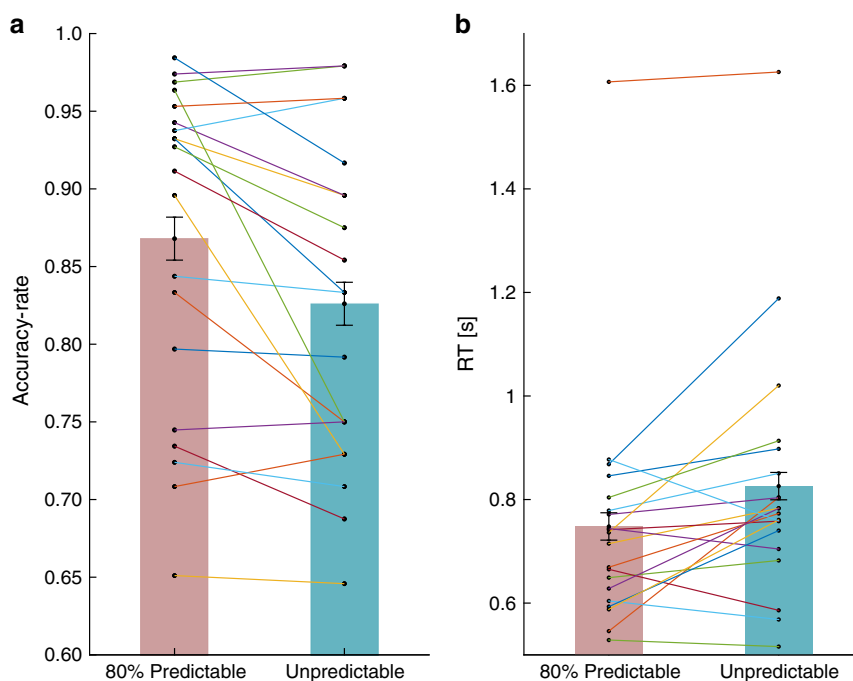 a
1.0
0.95
0.90
0.85
0.80
0.75
0.70
0.65
0.60
Accuracy-rate
80% Predictable
Unpredictable
b
1.6
1.4
1.2
1
0.8
0.6
RT [s]
80% Predictable
Unpredictable